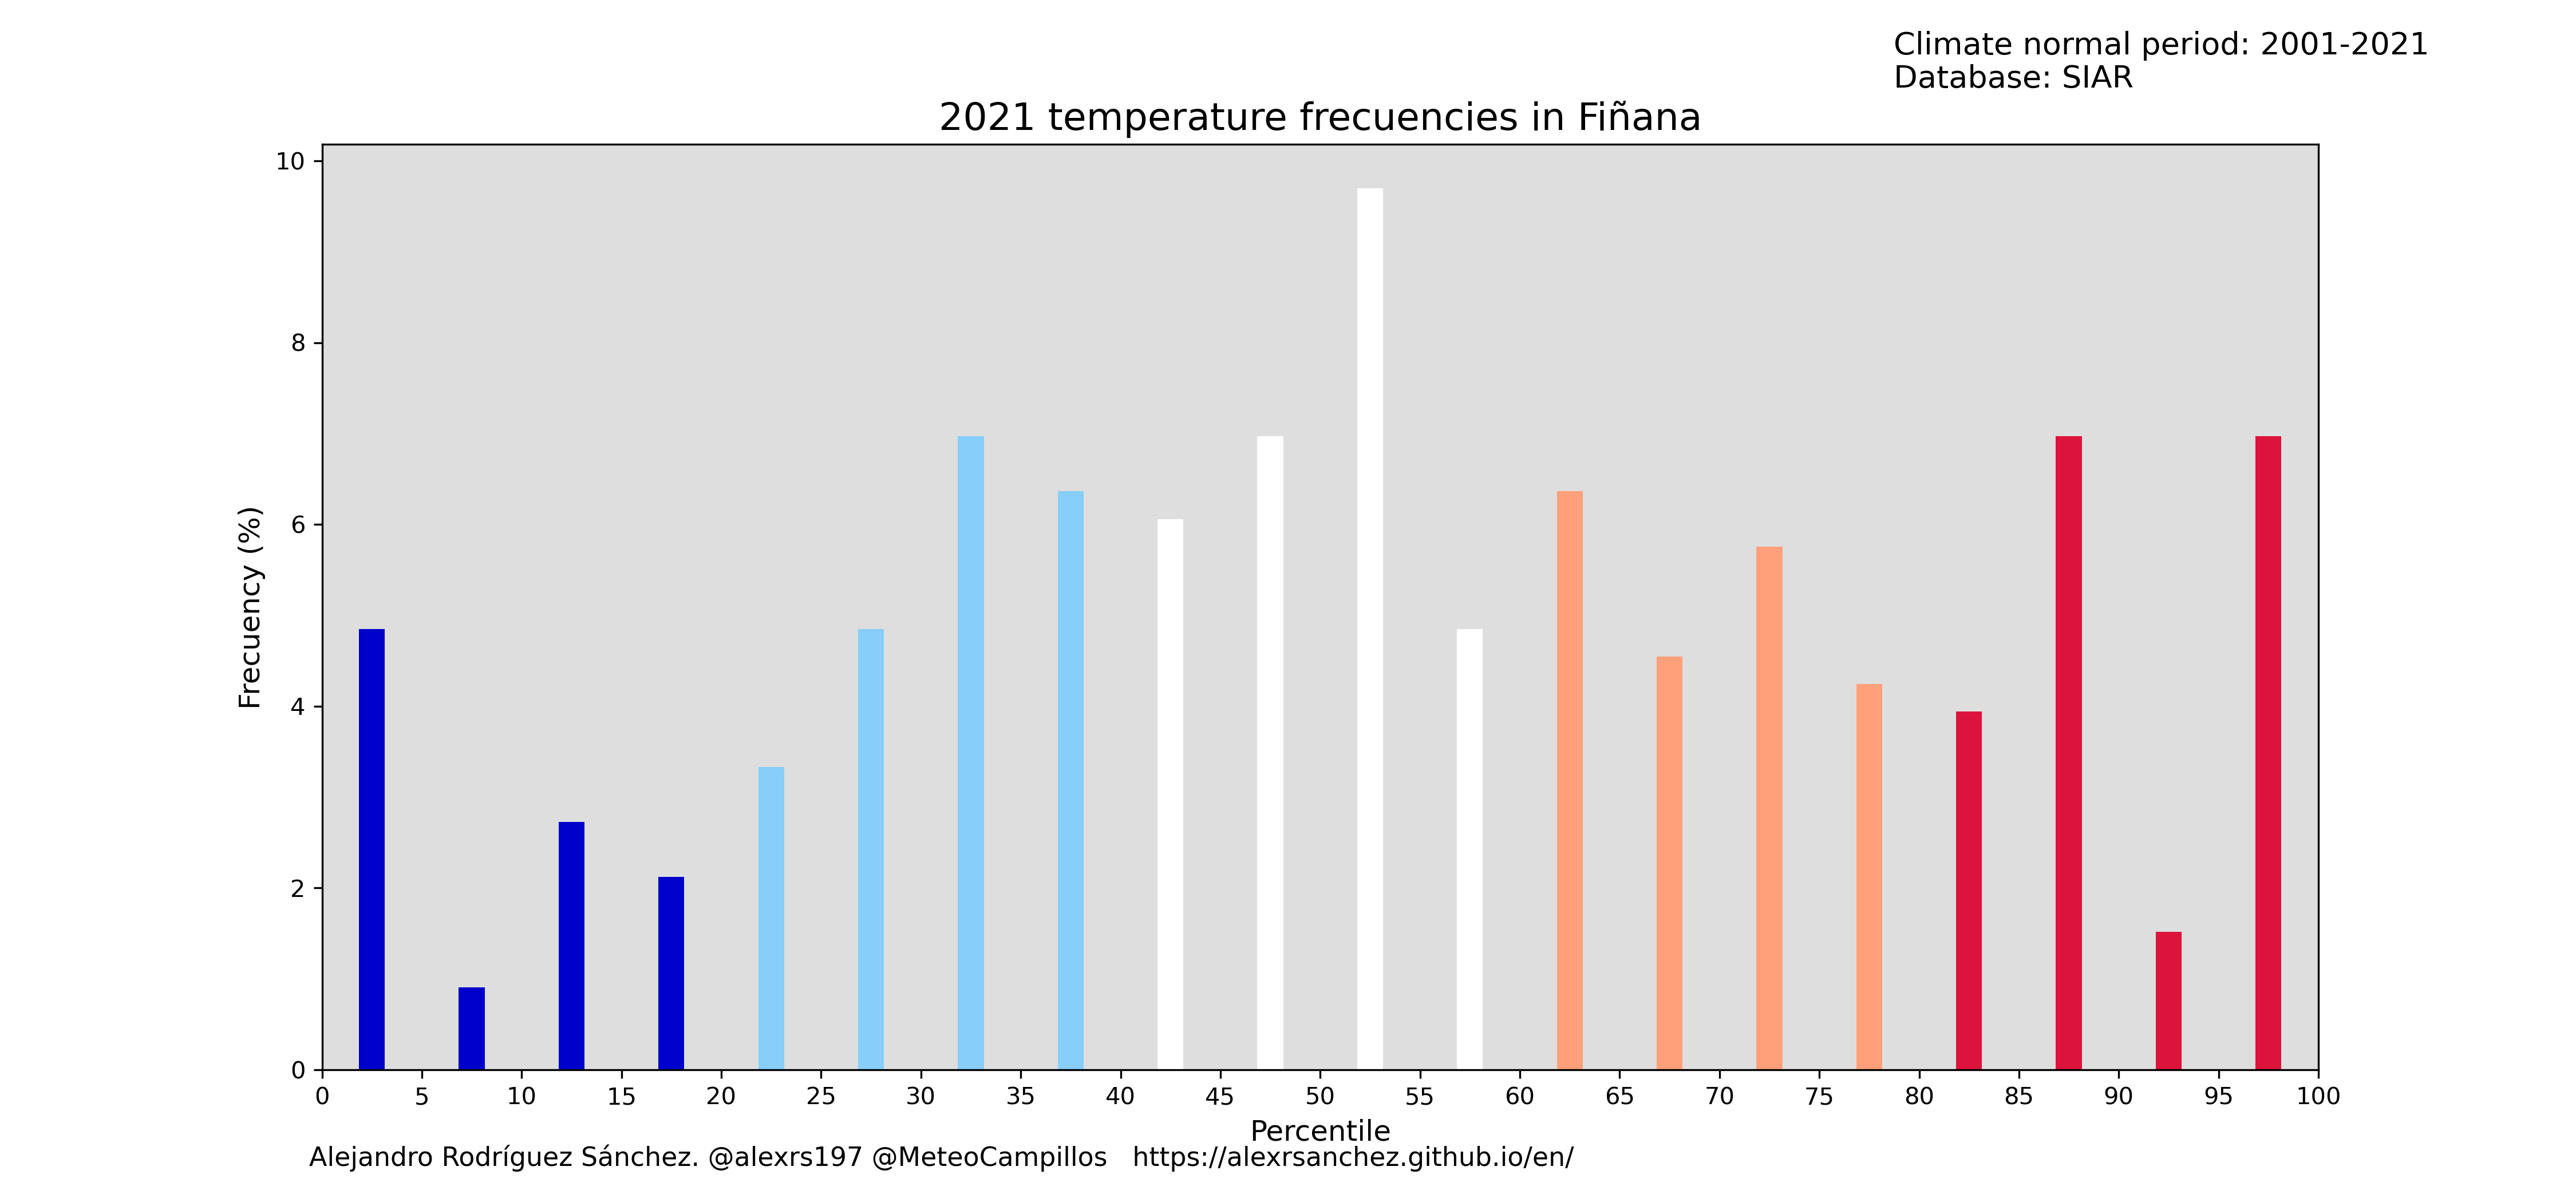 Climate normal period: 2001-2021
Database: SIAR
2021 temperature frecuencies in Fiñana
10
8
6
4
2
0
Frecuency (%)
0 5 10 15 20 25 30 35 40 45 50 55 60 65 70 75 80 85 90 95 100
Percentile
Alejandro Rodríguez Sánchez. @alexrs197 @MeteoCampillos https://alexrsanchez.github.io/en/